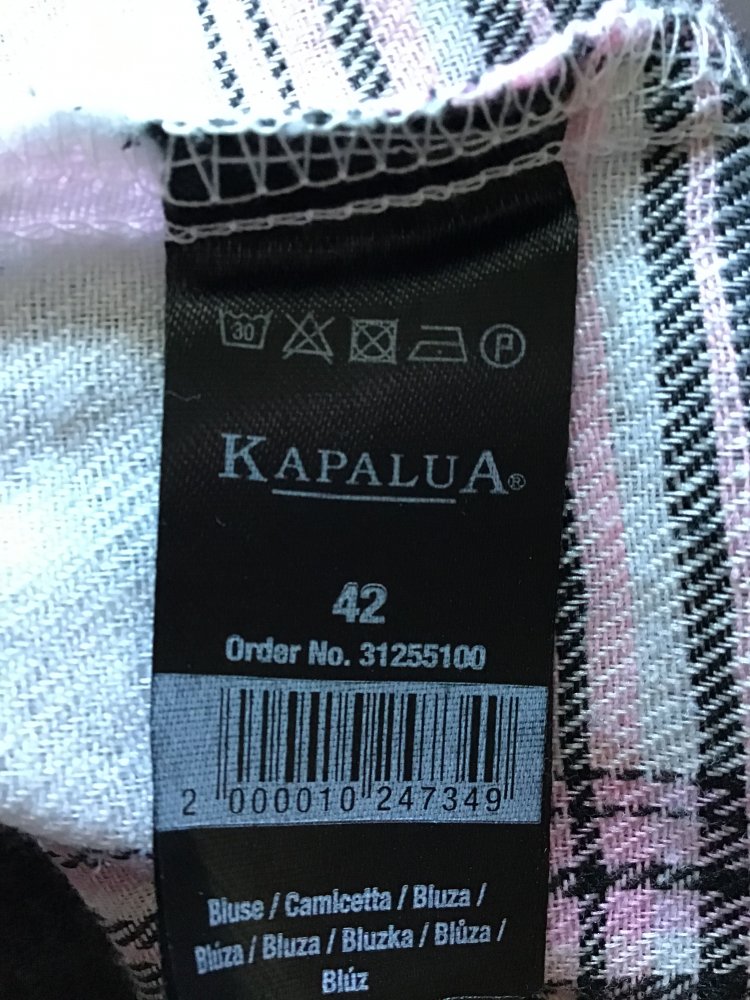 30 P
KAPALUA®
42
Order No. 31255100
2 000010 247349
Bluse / Camicetta / Bluza /
Blúza / Bluza / Bluzka / Blůza /
Blúz